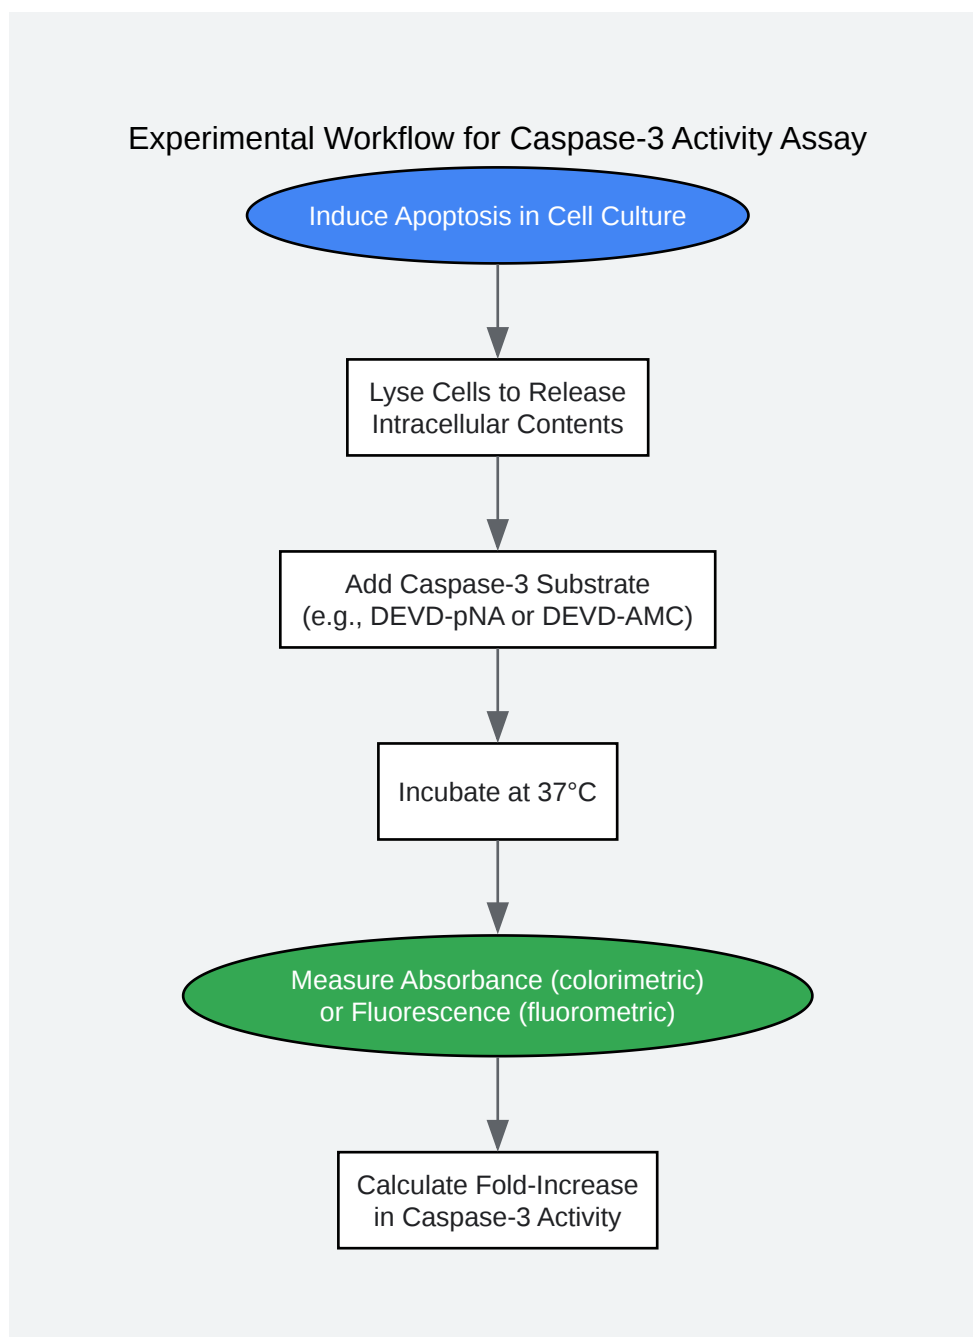 Experimental Workflow for Caspase-3 Activity Assay
Induce Apoptosis in Cell Culture
Lyse Cells to Release
Intracellular Contents
Add Caspase-3 Substrate
(e.g., DEVD-pNA or DEVD-AMC)
Incubate at 37°C
Measure Absorbance (colorimetric)
or Fluorescence (fluorometric)
Calculate Fold-Increase
in Caspase-3 Activity